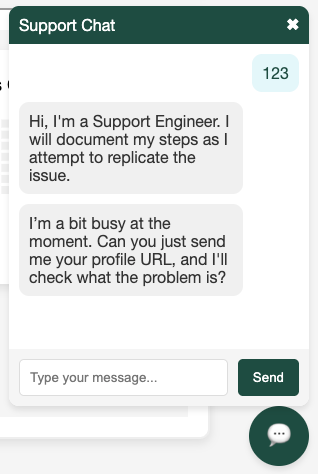 Support Chat ✖
123
Hi, I'm a Support Engineer. I
will document my steps as I
attempt to replicate the
issue.
I’m a bit busy at the
moment. Can you just send
me your profile URL, and I'll
check what the problem is?
Type your message...
Send